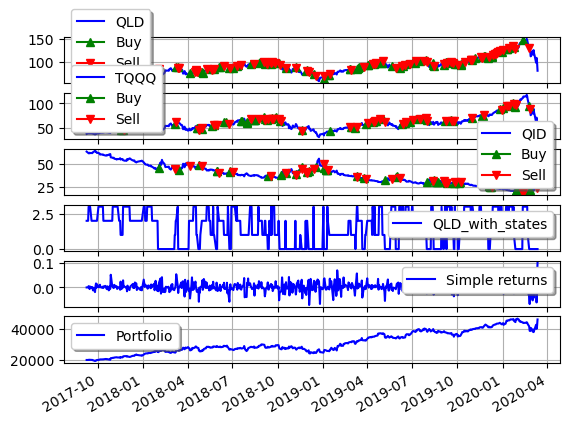 QLD
Buy
Sell
150
100
TQQQ
Buy
Sell
100
50
QID
Buy
Sell
50
25
QLD_with_states
2.5
0.0
Simple returns
0.1
0.0
Portfolio
40000
20000
2017-10 2018-01 2018-04 2018-07 2018-10 2019-01 2019-04 2019-07 2019-10 2020-01 2020-04